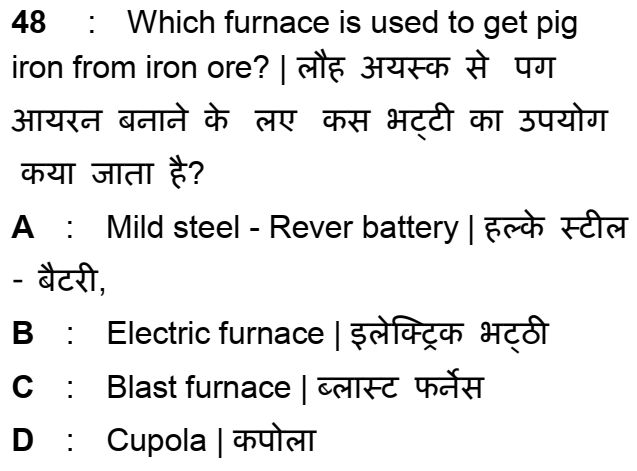 48 : Which furnace is used to get pig
iron from iron ore? | लौह अयस्क से पग
आयरन बनाने के लए कस भट्टी का उपयोग
कया जाता है?
A : Mild steel - Rever battery | हल्के स्टील
- बैटरी,
B : Electric furnace | इलेक्ट्रिक भट्ठी
C : Blast furnace | ब्लास्ट फर्नेस
D : Cupola | कपोला